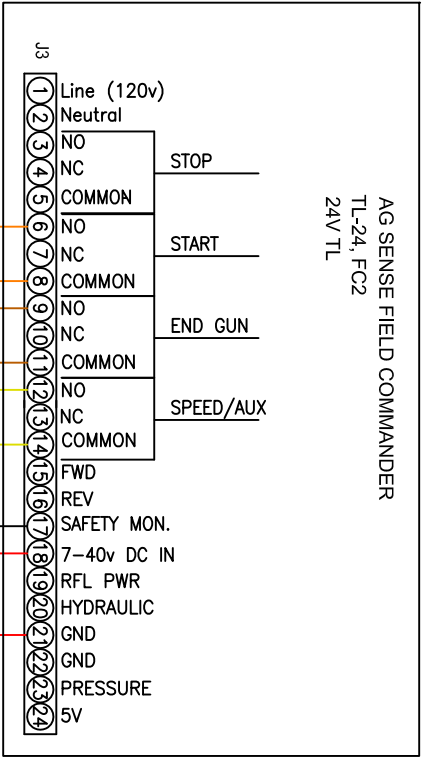 J3
1 Line (120v)
2 Neutral
3 NO
4 NC
5 COMMON
STOP
6 NO
7 NC
8 COMMON
START
9 NO
10 NC
11 COMMON
END GUN
12 NO
13 NC
14 COMMON
SPEED/AUX
15 FWD
16 REV
17 SAFETY MON.
18 7-40v DC IN
19 RFL PWR
20 HYDRAULIC
21 GND
22 GND
23 PRESSURE
24 5V
AG SENSE FIELD COMMANDER
TL-24, FC2
24V TL